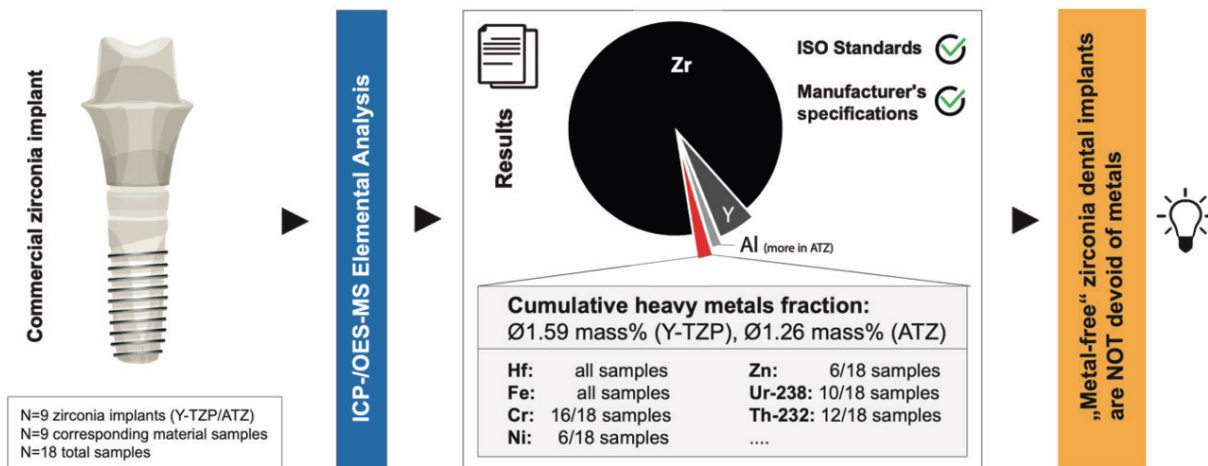 Commercial zirconia implant
N=9 zirconia implants (Y-TZP/ATZ)
N=9 corresponding material samples
N=18 total samples
ICP-/OES-MS Elemental Analysis
Results
Zr
Y
Al (more in ATZ)
ISO Standards
Manufacturer's
specifications
Cumulative heavy metals fraction:
Ø1.59 mass% (Y-TZP), Ø1.26 mass% (ATZ)
Hf: all samples
Fe: all samples
Cr: 16/18 samples
Ni: 6/18 samples
Zn: 6/18 samples
Ur-238: 10/18 samples
Th-232: 12/18 samples
....
„Metal-free“ zirconia dental implants
are NOT devoid of metals